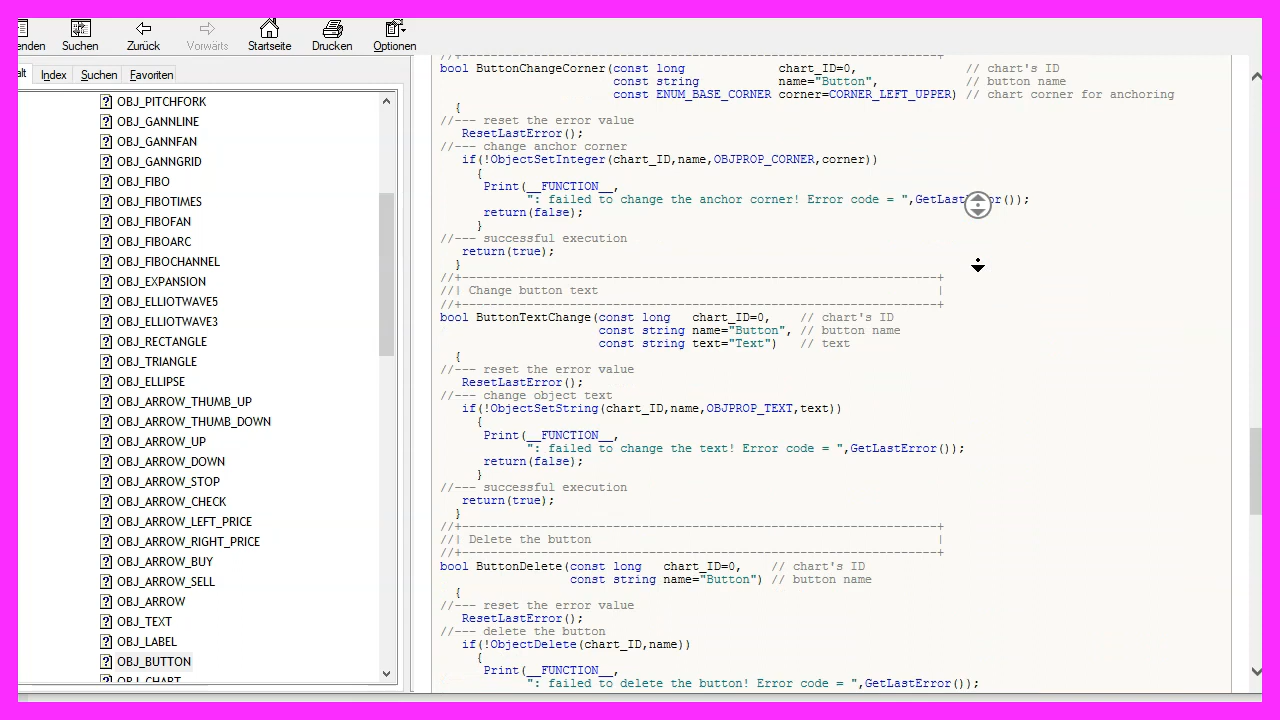 enden
Suchen
Zurück
Vorwärts
Startseite
Drucken
Optionen
alt
Index
Suchen
Favoriten
OBJ_PITCHFORK
OBJ_GANNLINE
OBJ_GANNFAN
OBJ_GANNGRID
OBJ_FIBO
OBJ_FIBOTIMES
OBJ_FIBOFAN
OBJ_FIBOARC
OBJ_FIBOCHANNEL
OBJ_EXPANSION
OBJ_ELLIOTWAVE5
OBJ_ELLIOTWAVE3
OBJ_RECTANGLE
OBJ_TRIANGLE
OBJ_ELLIPSE
OBJ_ARROW_THUMB_UP
OBJ_ARROW_THUMB_DOWN
OBJ_ARROW_UP
OBJ_ARROW_DOWN
OBJ_ARROW_STOP
OBJ_ARROW_CHECK
OBJ_ARROW_LEFT_PRICE
OBJ_ARROW_RIGHT_PRICE
OBJ_ARROW_BUY
OBJ_ARROW_SELL
OBJ_ARROW
OBJ_TEXT
OBJ_LABEL
OBJ_BUTTON
OBJ_CHART
//+------------------------------------------------------------------+
bool ButtonChangeCorner(const long             chart_ID=0,               // chart's ID
                        const string           name="Button",            // button name
                        const ENUM_BASE_CORNER corner=CORNER_LEFT_UPPER) // chart corner for anchoring
  {
//--- reset the error value
   ResetLastError();
//--- change anchor corner
   if(!ObjectSetInteger(chart_ID,name,OBJPROP_CORNER,corner))
     {
      Print(__FUNCTION__,
            ": failed to change the anchor corner! Error code = ",GetLastError());
      return(false);
     }
//--- successful execution
   return(true);
  }
//+------------------------------------------------------------------+
//| Change button text                                               |
//+------------------------------------------------------------------+
bool ButtonTextChange(const long   chart_ID=0,    // chart's ID
                      const string name="Button", // button name
                      const string text="Text")   // text
  {
//--- reset the error value
   ResetLastError();
//--- change object text
   if(!ObjectSetString(chart_ID,name,OBJPROP_TEXT,text))
     {
      Print(__FUNCTION__,
            ": failed to change the text! Error code = ",GetLastError());
      return(false);
     }
//--- successful execution
   return(true);
  }
//+------------------------------------------------------------------+
//| Delete the button                                                |
//+------------------------------------------------------------------+
bool ButtonDelete(const long   chart_ID=0,    // chart's ID
                  const string name="Button") // button name
  {
//--- reset the error value
   ResetLastError();
//--- delete the button
   if(!ObjectDelete(chart_ID,name))
     {
      Print(__FUNCTION__,
            ": failed to delete the button! Error code = ",GetLastError());